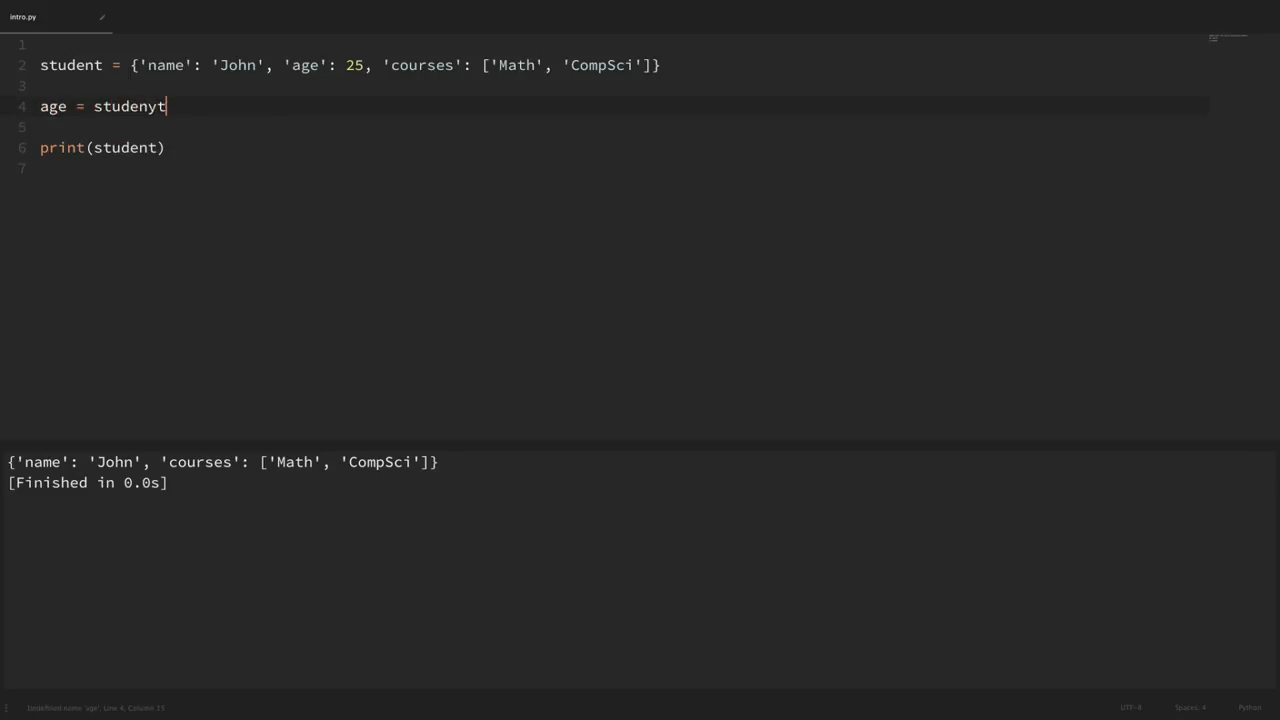 intro.py
1
2 student = {'name': 'John', 'age': 25, 'courses': ['Math', 'CompSci']}
3
4 age = studenyt
5
6 print(student)
7
{'name': 'John', 'courses': ['Math', 'CompSci']}
[Finished in 0.0s]
Undefined name 'age', Line 4, Column 15 UTF-8 Spaces: 4 Python